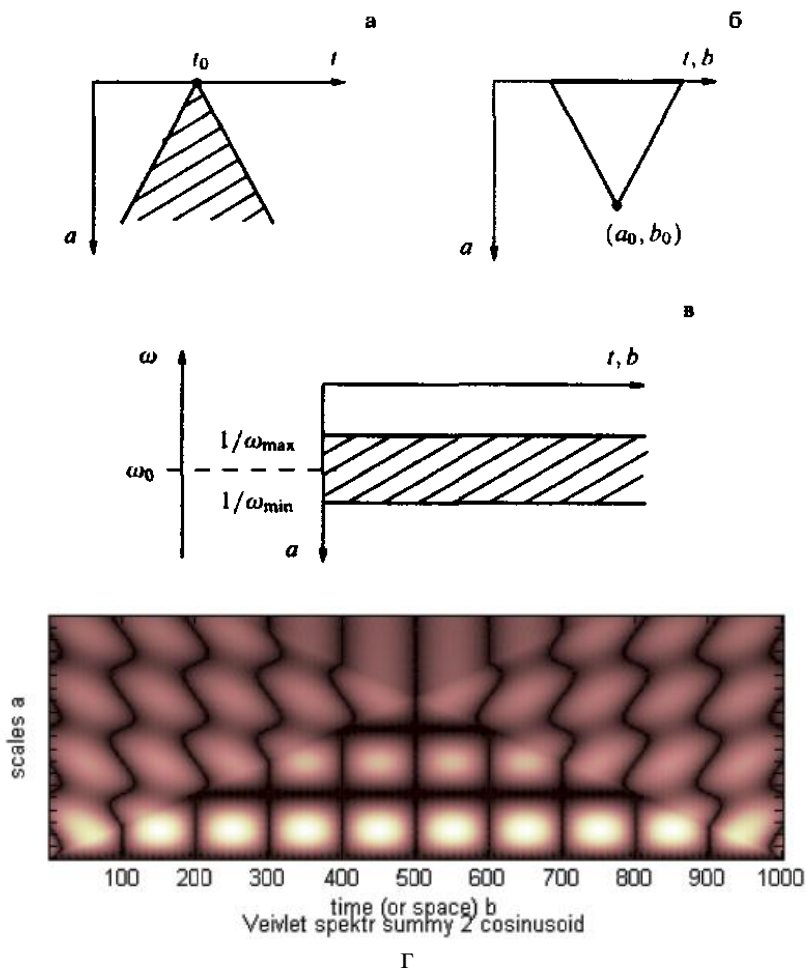 а
б
t₀
t
t, b
a
(a₀, b₀)
a
в
ω
t, b
1/ωmax
ω₀
1/ωmin
a
scales a
100 200 300 400 500 600 700 800 900 1000
time (or space) b
Veivlet spektr summy 2 cosinusoid
Г